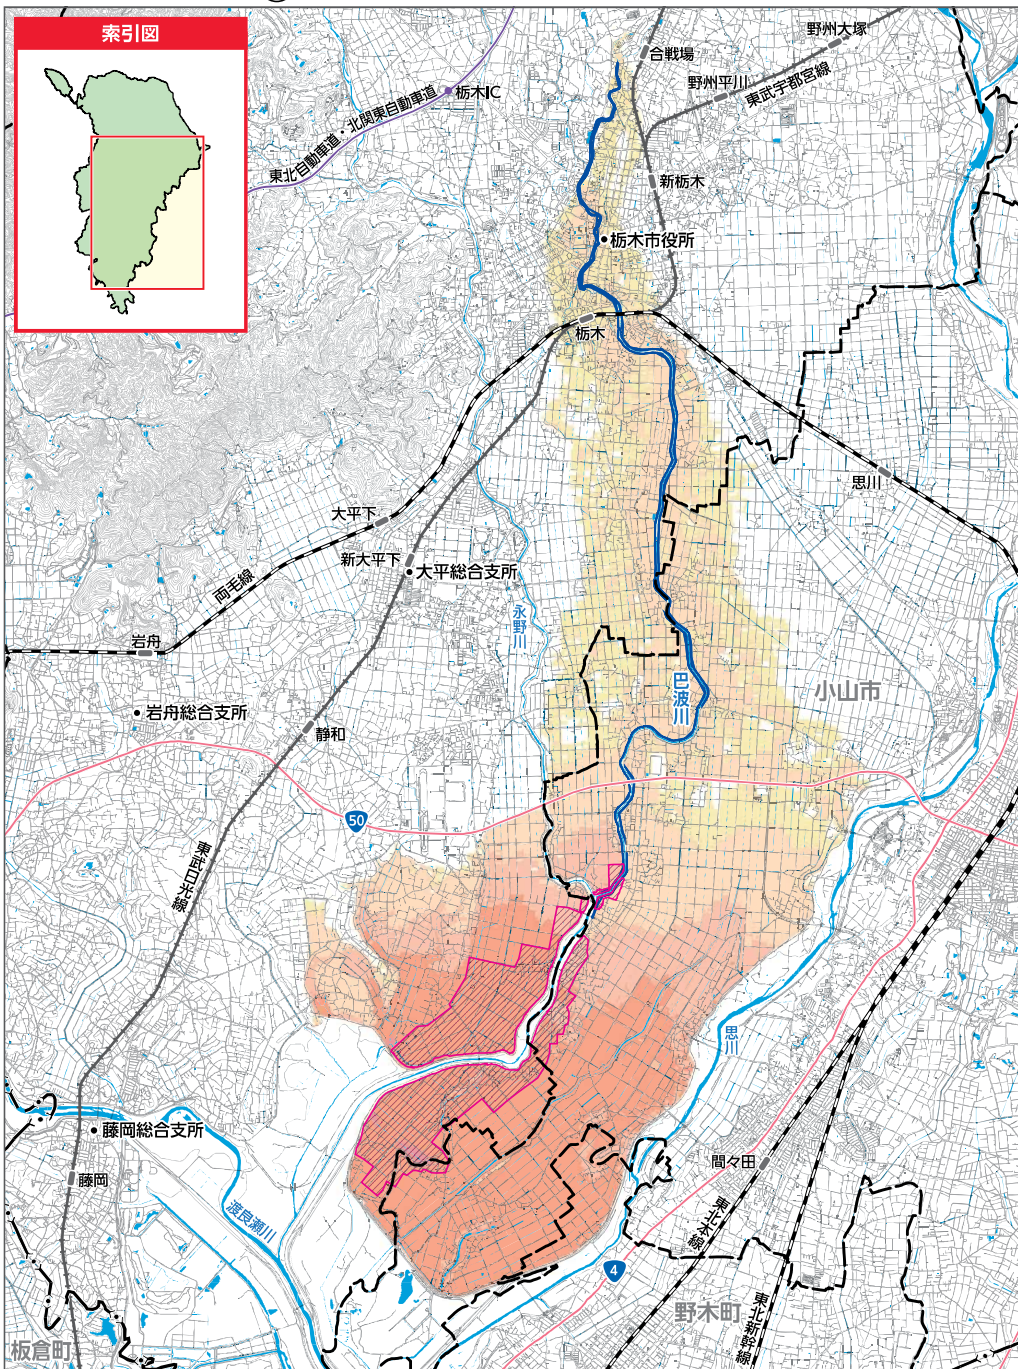 索引図
野州大塚
合戦場
野州平川
東武宇都宮線
栃木IC
東北自動車道・北関東自動車道
新栃木
栃木市役所
栃木
思川
大平下
新大平下
大平総合支所
両毛線
永野川
岩舟
巴波川
小山市
岩舟総合支所
静和
50
東武日光線
思川
藤岡総合支所
間々田
藤岡
渡良瀬川
東北本線
4
野木町
東北新幹線
板倉町